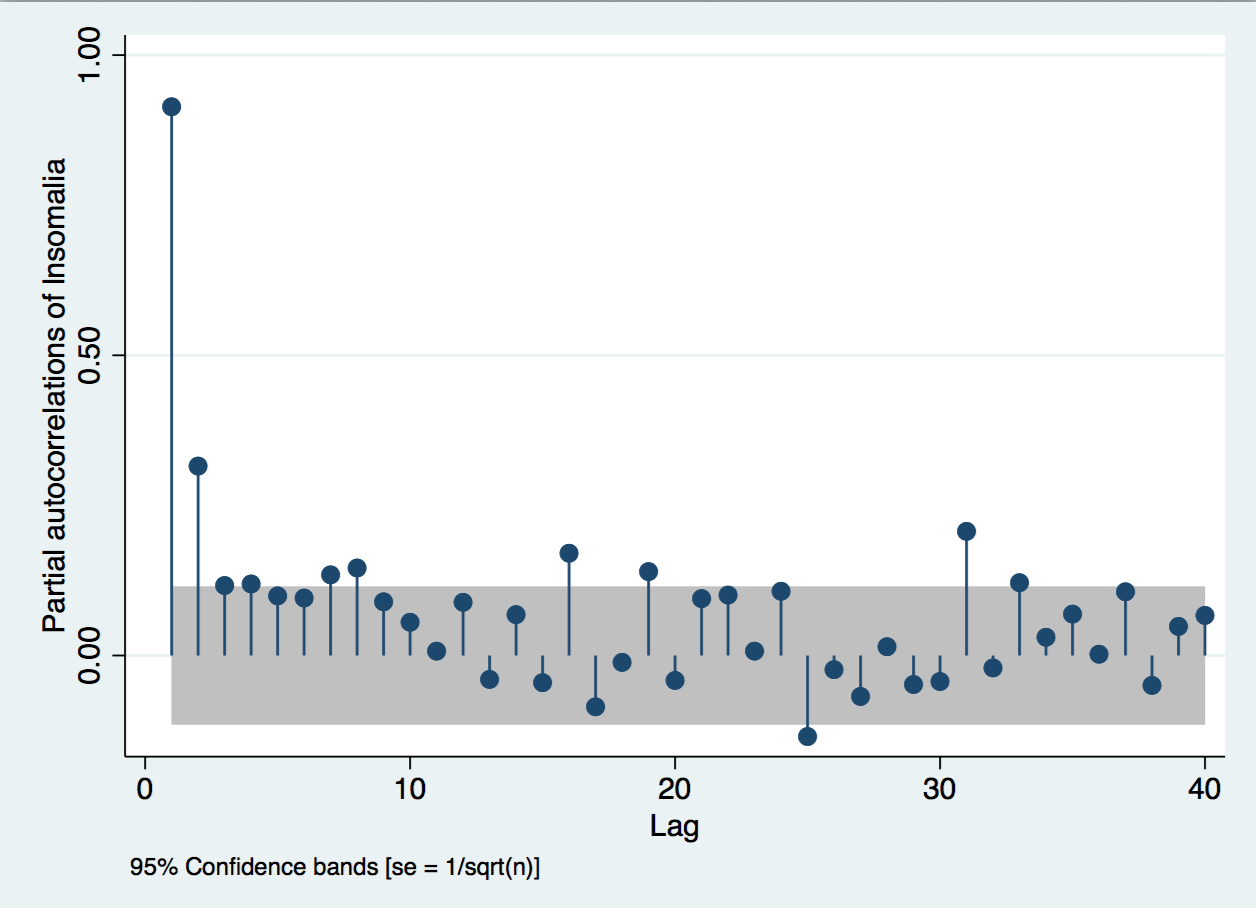 Partial autocorrelations of lnsomalia
1.00
0.50
0.00
0 10 20 30 40
Lag
95% Confidence bands [se = 1/sqrt(n)]